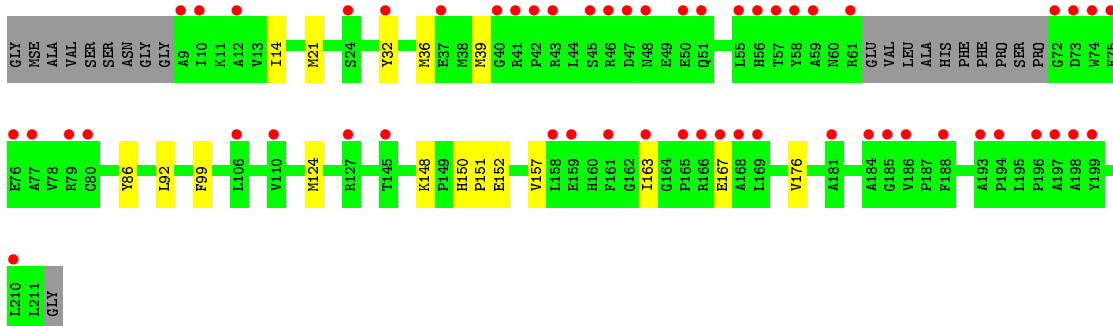 GLY MSE ALA VAL SER SER ASN GLY GLY A9 I10 K11 A12 V13 I14 M21 S24 Y32 M36 E37 M38 M39 G40 R41 P42 R43 L44 S45 R46 D47 N48 E49 E50 Q51 L55 H56 T57 Y58 A59 N60 R61 GLU VAL LEU ALA HIS PHE PHE PRO SER PRO G72 D73 W74 E75
E76 A77 V78 R79 C80 Y86 L92 F99 L106 V110 M124 R127 T145 K148 P149 H150 P151 E152 V157 L158 E159 H160 F161 G162 I163 G164 P165 R166 E167 A168 L169 V176 A181 A184 G185 V186 P187 F188 A193 P194 L195 P196 A197 A198 Y199
L210 L211 GLY